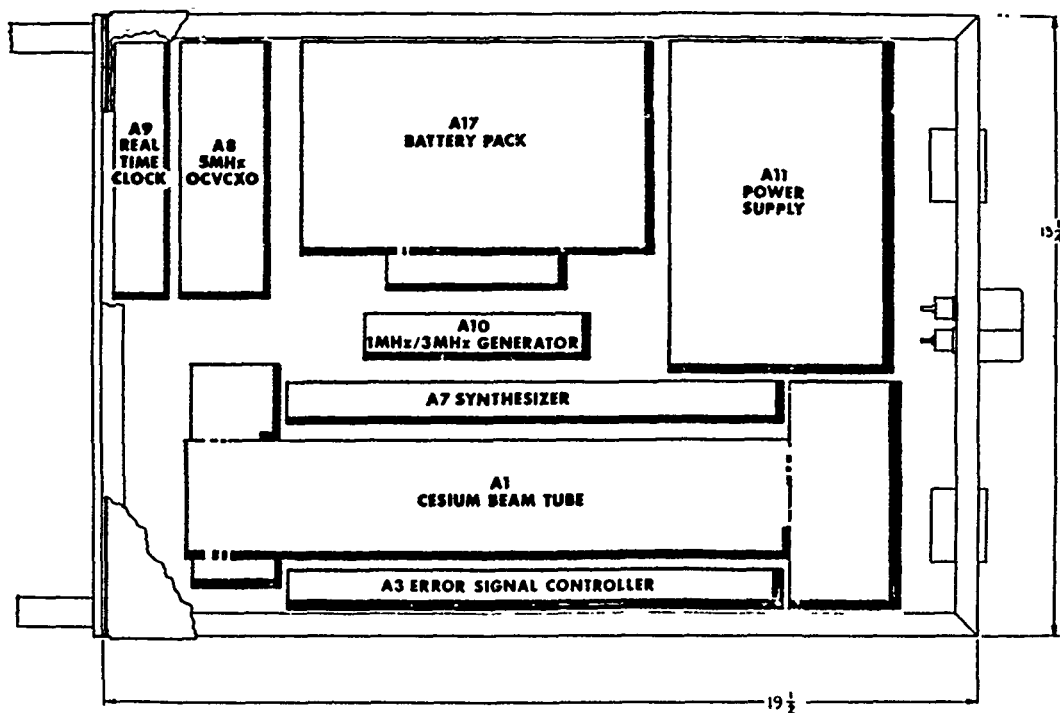 A9
REAL
TIME
CLOCK
A8
5MHz
OCVCXO
A17
BATTERY PACK
A11
POWER
SUPPLY
A10
1MHz/3MHz GENERATOR
A7 SYNTHESIZER
A1
CESIUM BEAM TUBE
A3 ERROR SIGNAL CONTROLLER
19 1/2